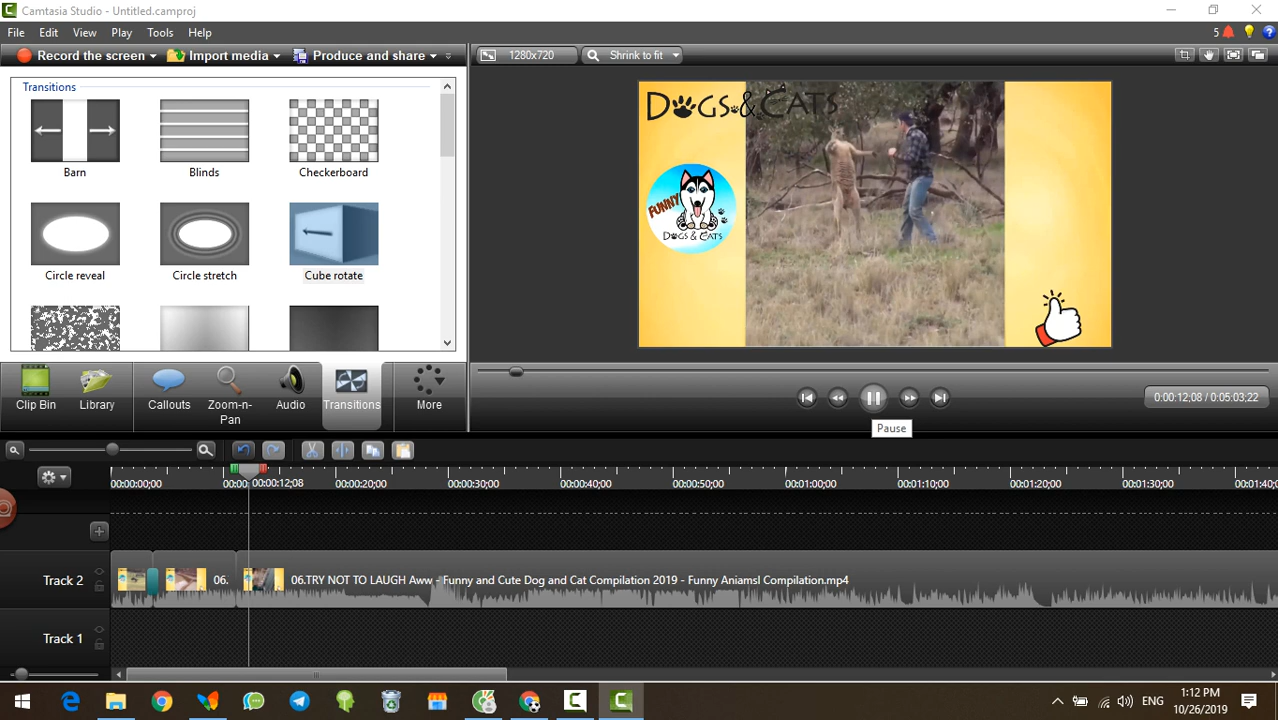 Camtasia Studio - Untitled.camproj
File Edit View Play Tools Help
5
Record the screen Import media Produce and share
1280x720 Shrink to fit
Transitions
Barn Blinds Checkerboard
Circle reveal Circle stretch Cube rotate
DOGS & CATS
FUNNY
DOGS & CATS
Clip Bin Library Callouts Zoom-n-Pan Audio Transitions More
0:00:12;08 / 0:05:03;22
Pause
00:00:00;00 00:00: 00:00:12;08 00:00:20;00 00:00:30;00 00:00:40;00 00:00:50;00 00:01:00;00 00:01:10;00 00:01:20;00 00:01:30;00 00:01:40;0
Track 2 06. 06.TRY NOT TO LAUGH Aww - Funny and Cute Dog and Cat Compilation 2019 - Funny Aniamsl Compilation.mp4
Track 1
ENG 1:12 PM
10/26/2019